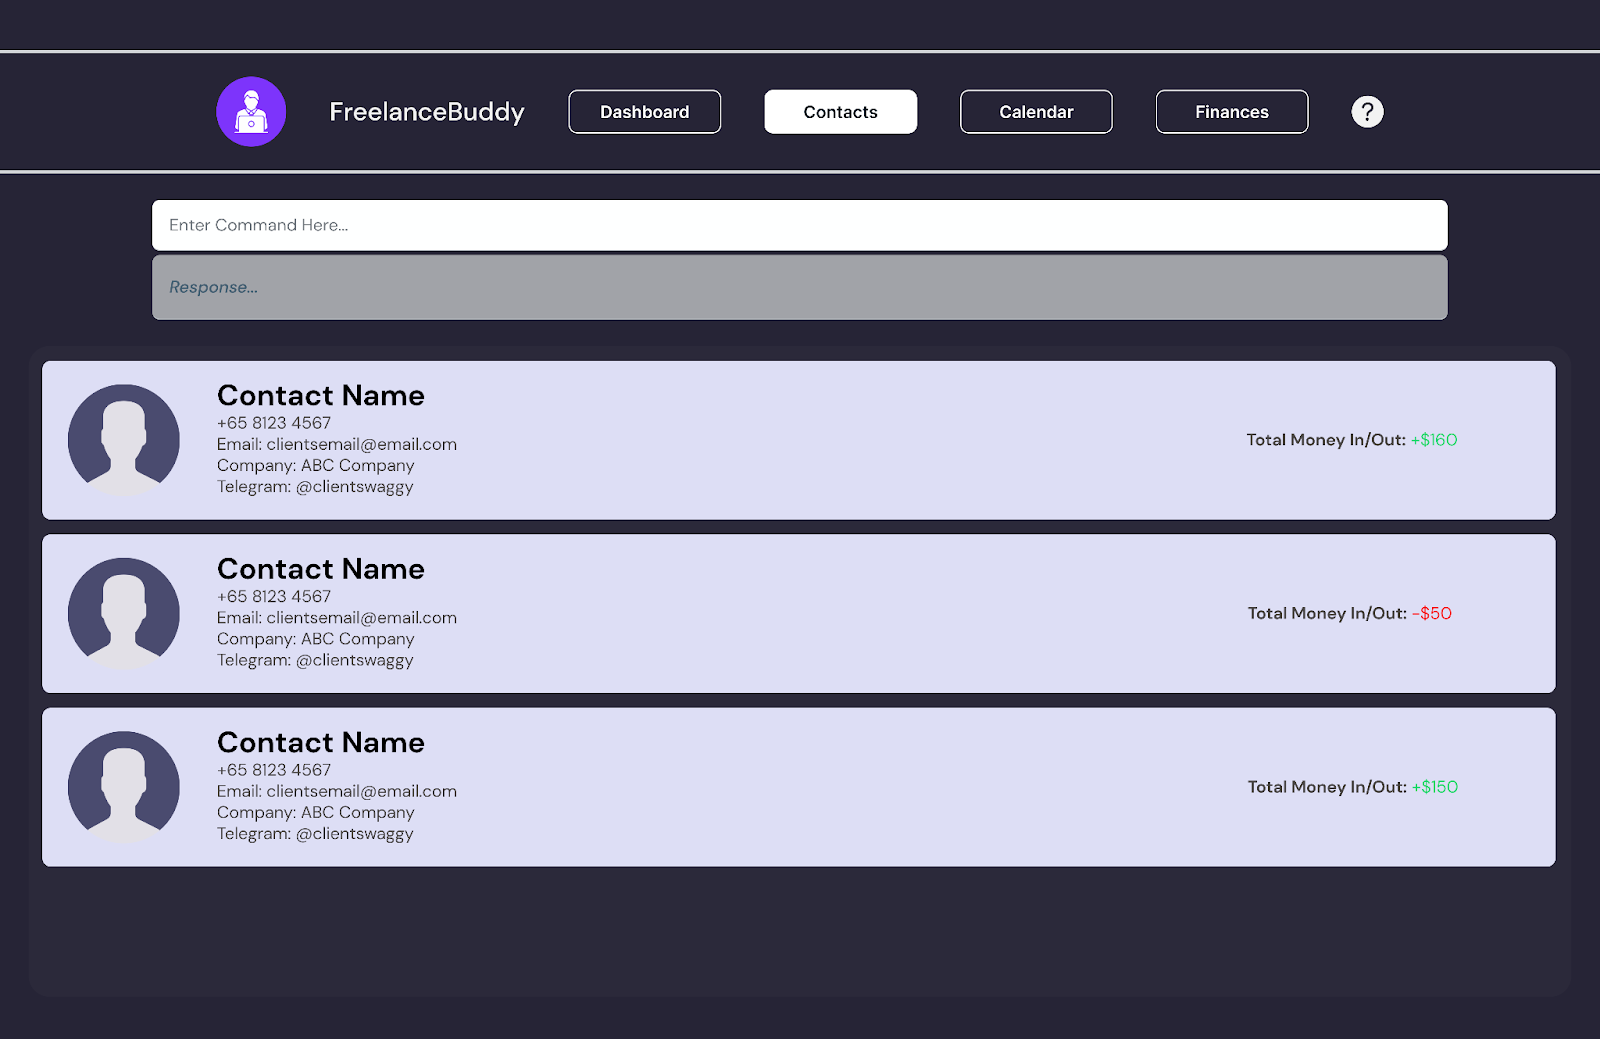 FreelanceBuddy
Dashboard
Contacts
Calendar
Finances
?
Enter Command Here...
Response...
Contact Name
+65 8123 4567
Email: clientsemail@email.com
Company: ABC Company
Telegram: @clientswaggy
Total Money In/Out: +$160
Contact Name
+65 8123 4567
Email: clientsemail@email.com
Company: ABC Company
Telegram: @clientswaggy
Total Money In/Out: -$50
Contact Name
+65 8123 4567
Email: clientsemail@email.com
Company: ABC Company
Telegram: @clientswaggy
Total Money In/Out: +$150